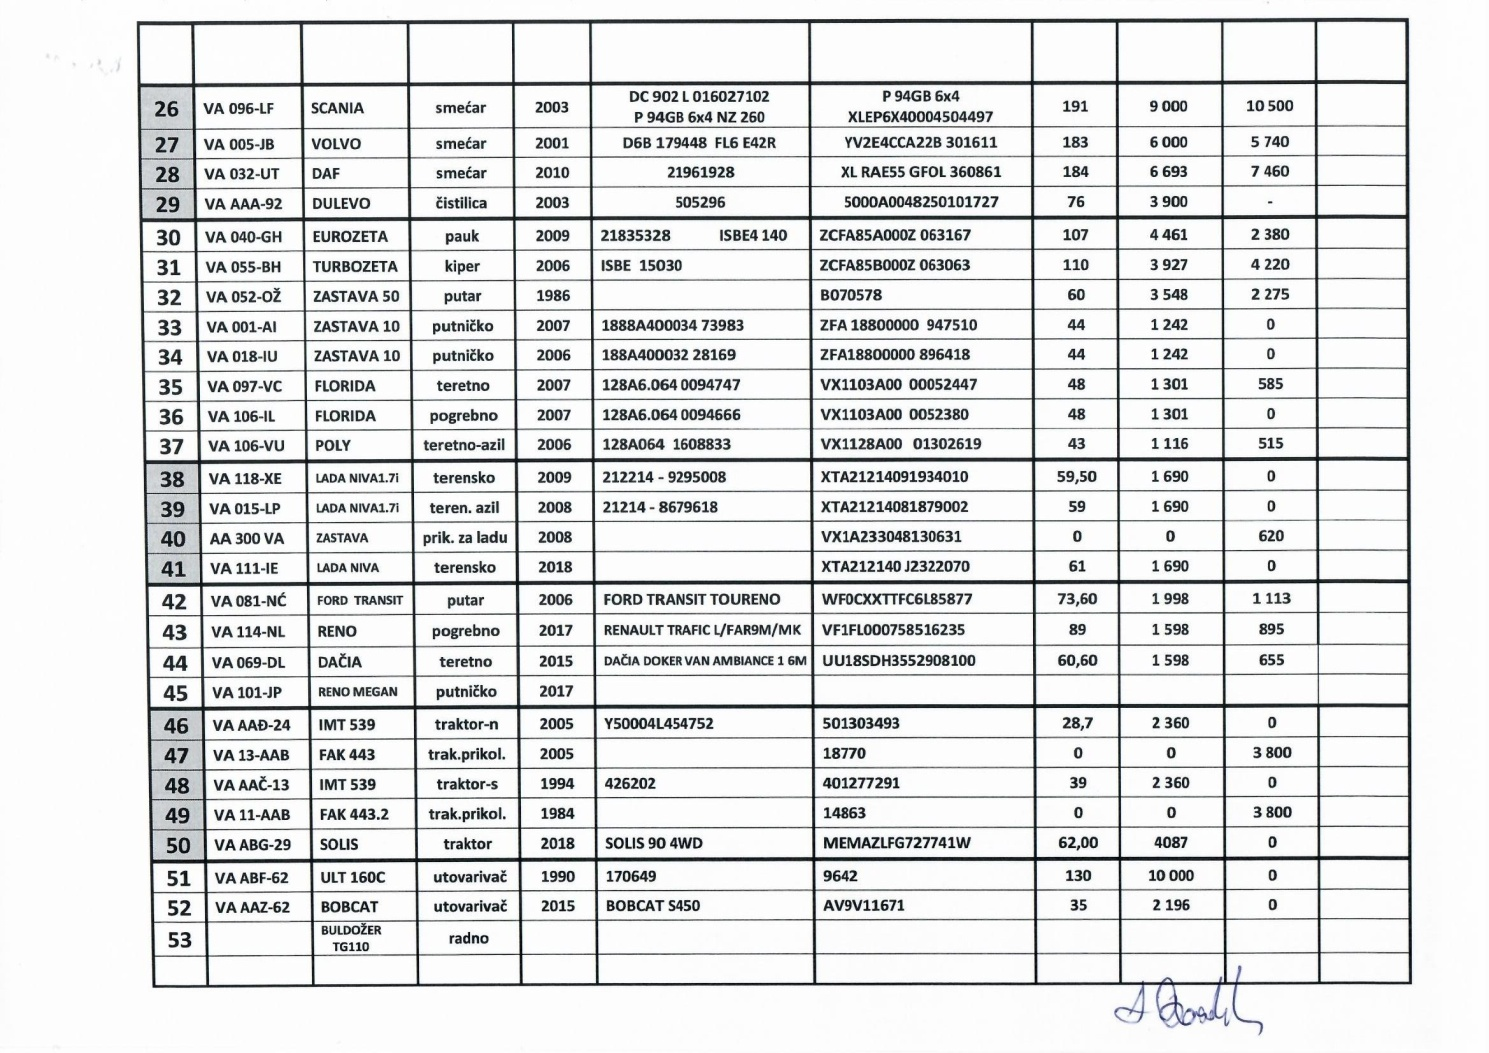 26 VA 096-LF SCANIA smećar 2003 DC 902 L 016027102 P 94GB 6x4 NZ 260 P 94GB 6x4 XLEP6X40004504497 191 9 000 10 500
27 VA 005-JB VOLVO smećar 2001 D6B 179448 FL6 E42R YV2E4CCA22B 301611 183 6 000 5 740
28 VA 032-UT DAF smećar 2010 21961928 XL RAE55 GFOL 360861 184 6 693 7 460
29 VA AAA-92 DULEVO čistilica 2003 505296 5000A0048250101727 76 3 900 -
30 VA 040-GH EUROZETA pauk 2009 21835328 ISBE4 140 ZCFA85A000Z 063167 107 4 461 2 380
31 VA 055-BH TURBOZETA kiper 2006 ISBE 15030 ZCFA85B000Z 063063 110 3 927 4 220
32 VA 052-OŽ ZASTAVA 50 putar 1986 B070578 60 3 548 2 275
33 VA 001-AI ZASTAVA 10 putničko 2007 1888A400034 73983 ZFA 18800000 947510 44 1 242 0
34 VA 018-IU ZASTAVA 10 putničko 2006 188A400032 28169 ZFA18800000 896418 44 1 242 0
35 VA 097-VC FLORIDA teretno 2007 128A6.064 0094747 VX1103A00 00052447 48 1 301 585
36 VA 106-IL FLORIDA pogrebno 2007 128A6.064 0094666 VX1103A00 0052380 48 1 301 0
37 VA 106-VU POLY teretno-azil 2006 128A064 1608833 VX1128A00 01302619 43 1 116 515
38 VA 118-XE LADA NIVA1.7i terensko 2009 212214 - 9295008 XTA21214091934010 59,50 1 690 0
39 VA 015-LP LADA NIVA1.7i teren. azil 2008 21214 - 8679618 XTA21214081879002 59 1 690 0
40 AA 300 VA ZASTAVA prik. za ladu 2008 VX1A233048130631 0 0 620
41 VA 111-IE LADA NIVA terensko 2018 XTA212140 J2322070 61 1 690 0
42 VA 081-NĆ FORD TRANSIT putar 2006 FORD TRANSIT TOURENO WF0CXXTTFC6L85877 73,60 1 998 1 113
43 VA 114-NL RENO pogrebno 2017 RENAULT TRAFIC L/FAR9M/MK VF1FL000758516235 89 1 598 895
44 VA 069-DL DAČIA teretno 2015 DAČIA DOKER VAN AMBIANCE 1 6M UU18SDH3552908100 60,60 1 598 655
45 VA 101-JP RENO MEGAN putničko 2017
46 VA AAĐ-24 IMT 539 traktor-n 2005 Y50004L454752 501303493 28,7 2 360 0
47 VA 13-AAB FAK 443 trak.prikol. 2005 18770 0 0 3 800
48 VA AAČ-13 IMT 539 traktor-s 1994 426202 401277291 39 2 360 0
49 VA 11-AAB FAK 443.2 trak.prikol. 1984 14863 0 0 3 800
50 VA ABG-29 SOLIS traktor 2018 SOLIS 90 4WD MEMAZLFG727741W 62,00 4087 0
51 VA ABF-62 ULT 160C utovarivač 1990 170649 9642 130 10 000 0
52 VA AAZ-62 BOBCAT utovarivač 2015 BOBCAT S450 AV9V11671 35 2 196 0
53 BULDOŽER TG110 radno